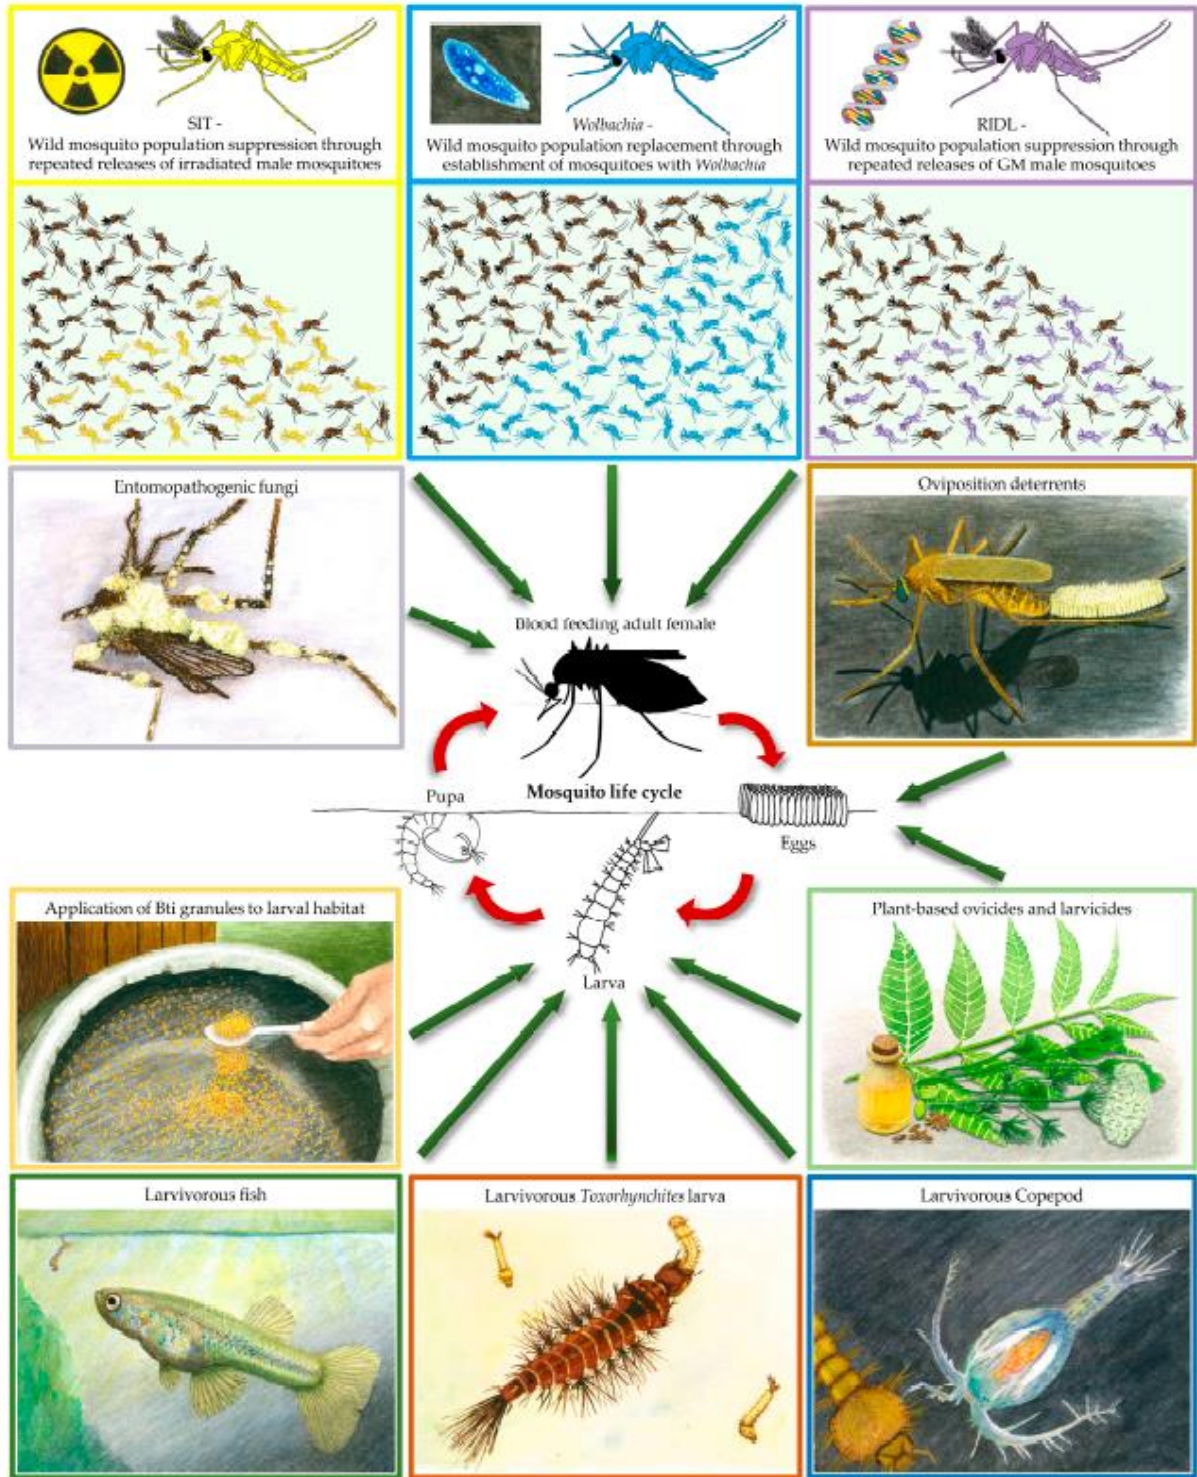 SIT -
Wild mosquito population suppression through
repeated releases of irradiated male mosquitoes
Wolbachia -
Wild mosquito population replacement through
establishment of mosquitoes with Wolbachia
RIDL -
Wild mosquito population suppression through
repeated releases of GM male mosquitoes
Entomopathogenic fungi
Oviposition deterrents
Blood feeding adult female
Pupa
Mosquito life cycle
Eggs
Larva
Application of Bti granules to larval habitat
Plant-based ovicides and larvicides
Larvivorous fish
Larvivorous Toxorhynchites larva
Larvivorous Copepod